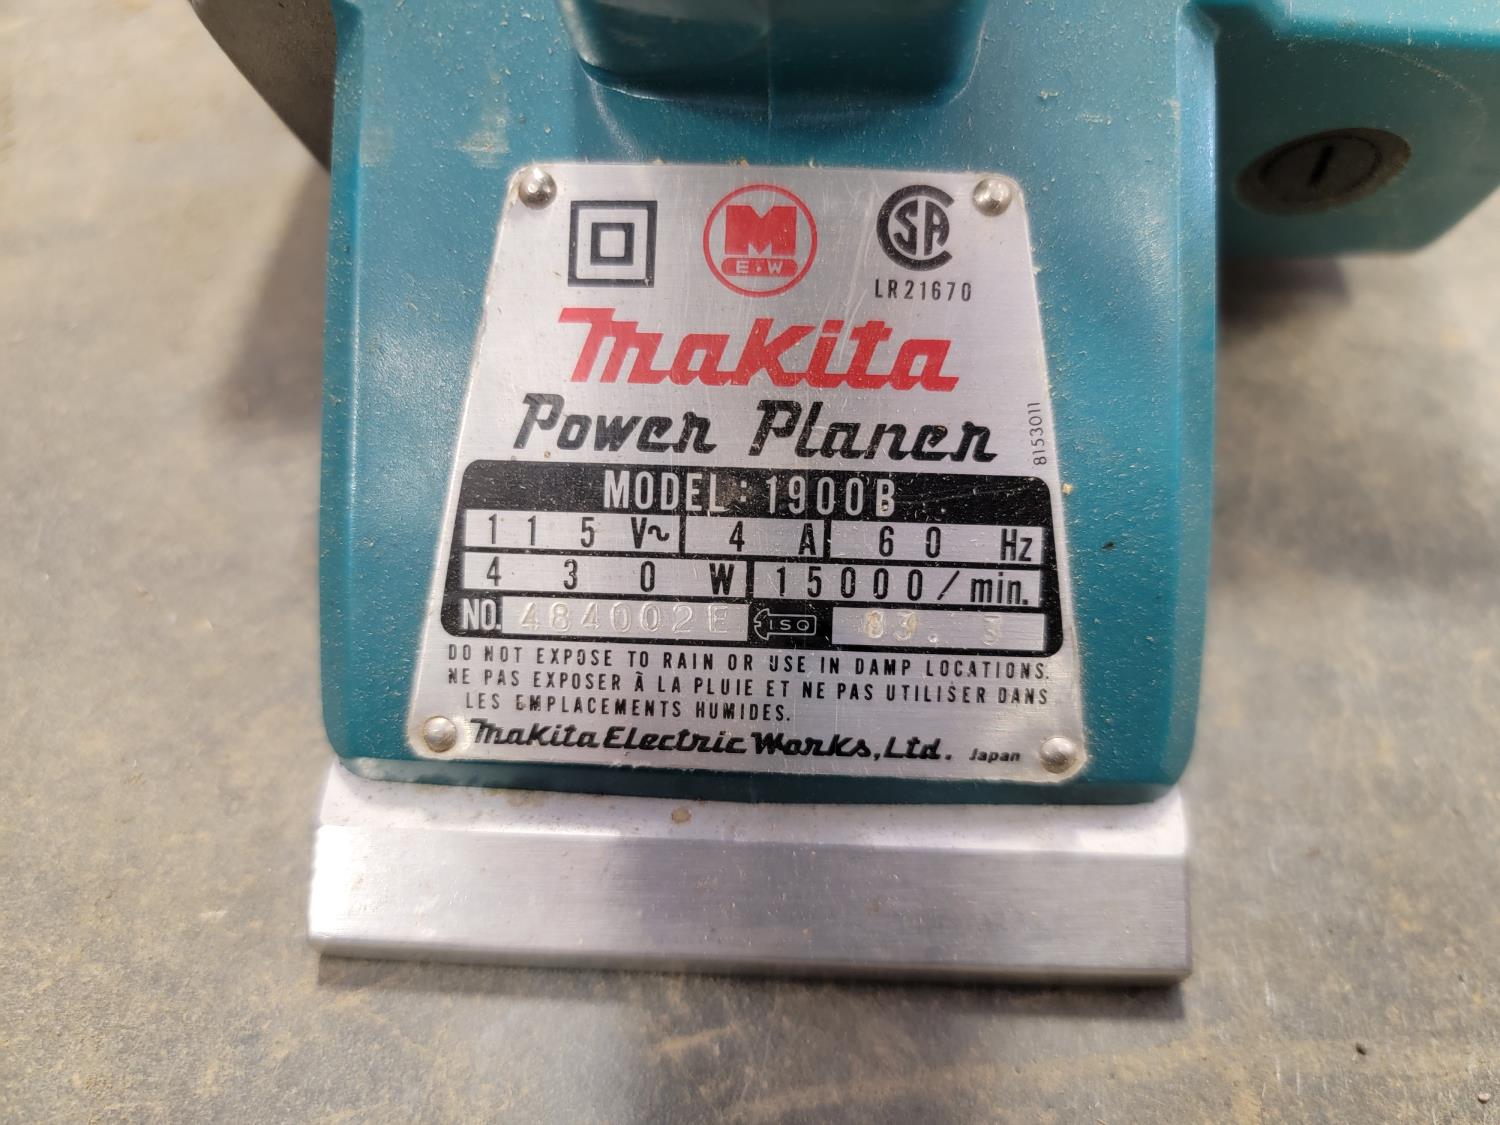 M
E·W
CSA
LR21670
Makita
Power Planer
8153011
MODEL: 1900B
115 V~ 4 A 60 Hz
430 W 15000/min.
NO. 484002E ISO 83. 3
DO NOT EXPOSE TO RAIN OR USE IN DAMP LOCATIONS.
NE PAS EXPOSER À LA PLUIE ET NE PAS UTILISER DANS
LES EMPLACEMENTS HUMIDES.
Makita Electric Works, Ltd. Japan